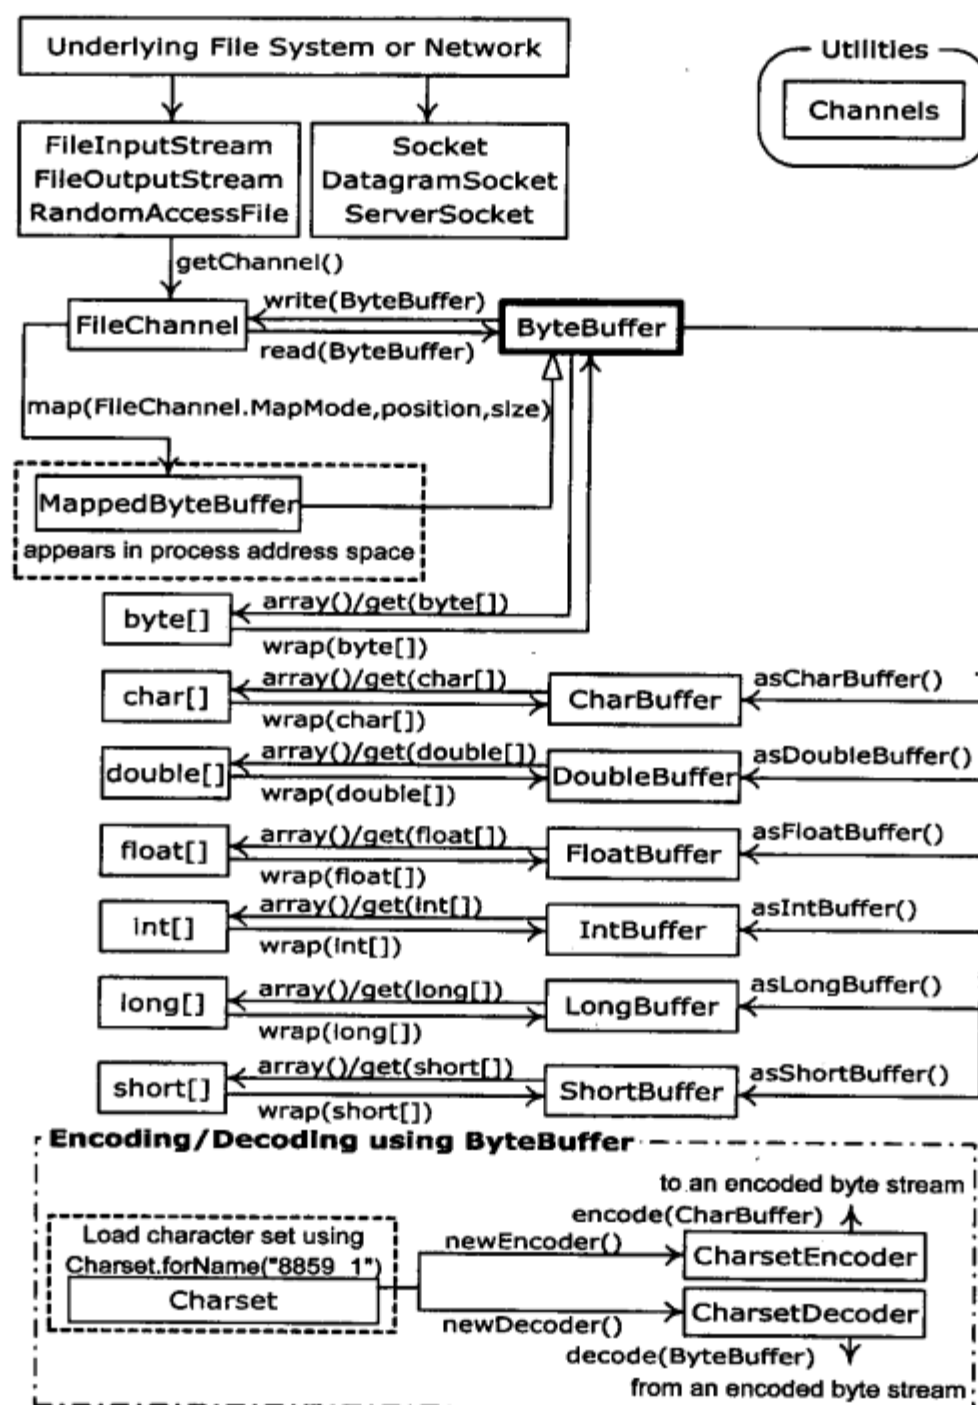 Underlying File System or Network
Utilities
Channels
FileInputStream
FileOutputStream
RandomAccessFile
Socket
DatagramSocket
ServerSocket
getChannel()
write(ByteBuffer)
FileChannel
ByteBuffer
read(ByteBuffer)
map(FileChannel.MapMode,position,size)
MappedByteBuffer
appears in process address space
array()/get(byte[])
byte[]
wrap(byte[])
array()/get(char[])
asCharBuffer()
char[]
CharBuffer
wrap(char[])
array()/get(double[])
asDoubleBuffer()
double[]
DoubleBuffer
wrap(double[])
array()/get(float[])
asFloatBuffer()
float[]
FloatBuffer
wrap(float[])
array()/get(int[])
asIntBuffer()
int[]
IntBuffer
wrap(int[])
array()/get(long[])
asLongBuffer()
long[]
LongBuffer
wrap(long[])
array()/get(short[])
asShortBuffer()
short[]
ShortBuffer
wrap(short[])
Encoding/Decoding using ByteBuffer
to an encoded byte stream
encode(CharBuffer)
Load character set using
Charset.forName("8859_1")
Charset
newEncoder()
CharsetEncoder
CharsetDecoder
newDecoder()
decode(ByteBuffer)
from an encoded byte stream